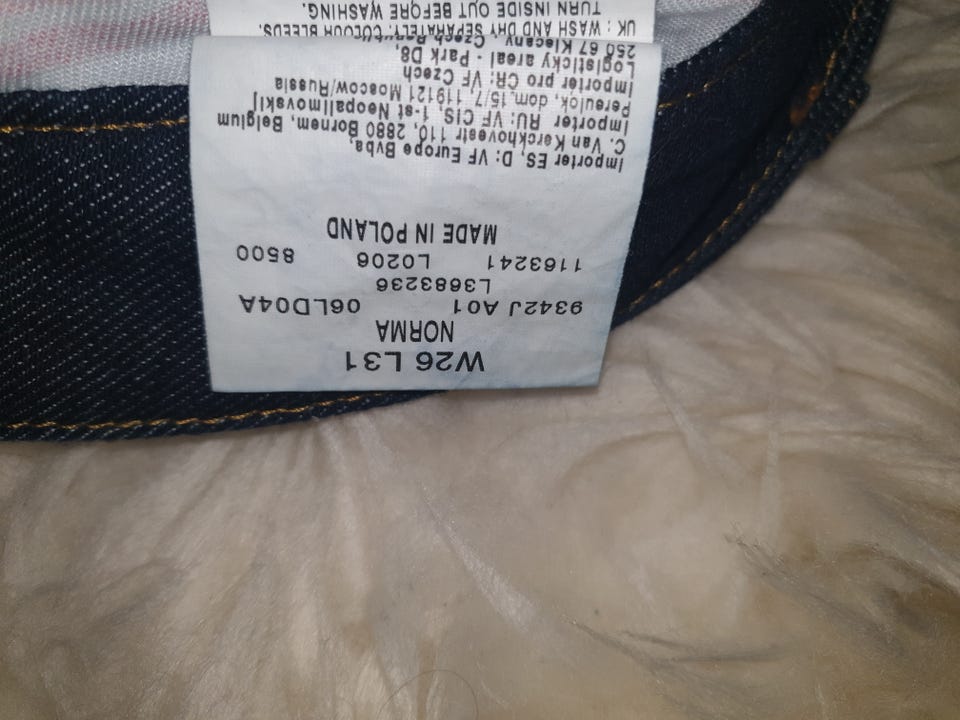 W26 L31
NORMA
9342J A01 06LD04A
L3683236
1163241 L0206 8500
MADE IN POLAND
Importer ES, D: VF Europe Bvba,
C. Van Kerckhovestr 110, 2880 Bornem, Belgium
Importer RU: VF CIS, 1-st Neopalimovskij
Pereulok, dom.15/7 119121 Moscow/Russia
Importer pro CR: VF Czech
Logisticky areal - Park D8,
250 67 Klecany Czech Republic
UK : WASH AND DRY SEPARATELY. COLOUR BLEEDS.
TURN INSIDE OUT BEFORE WASHING.